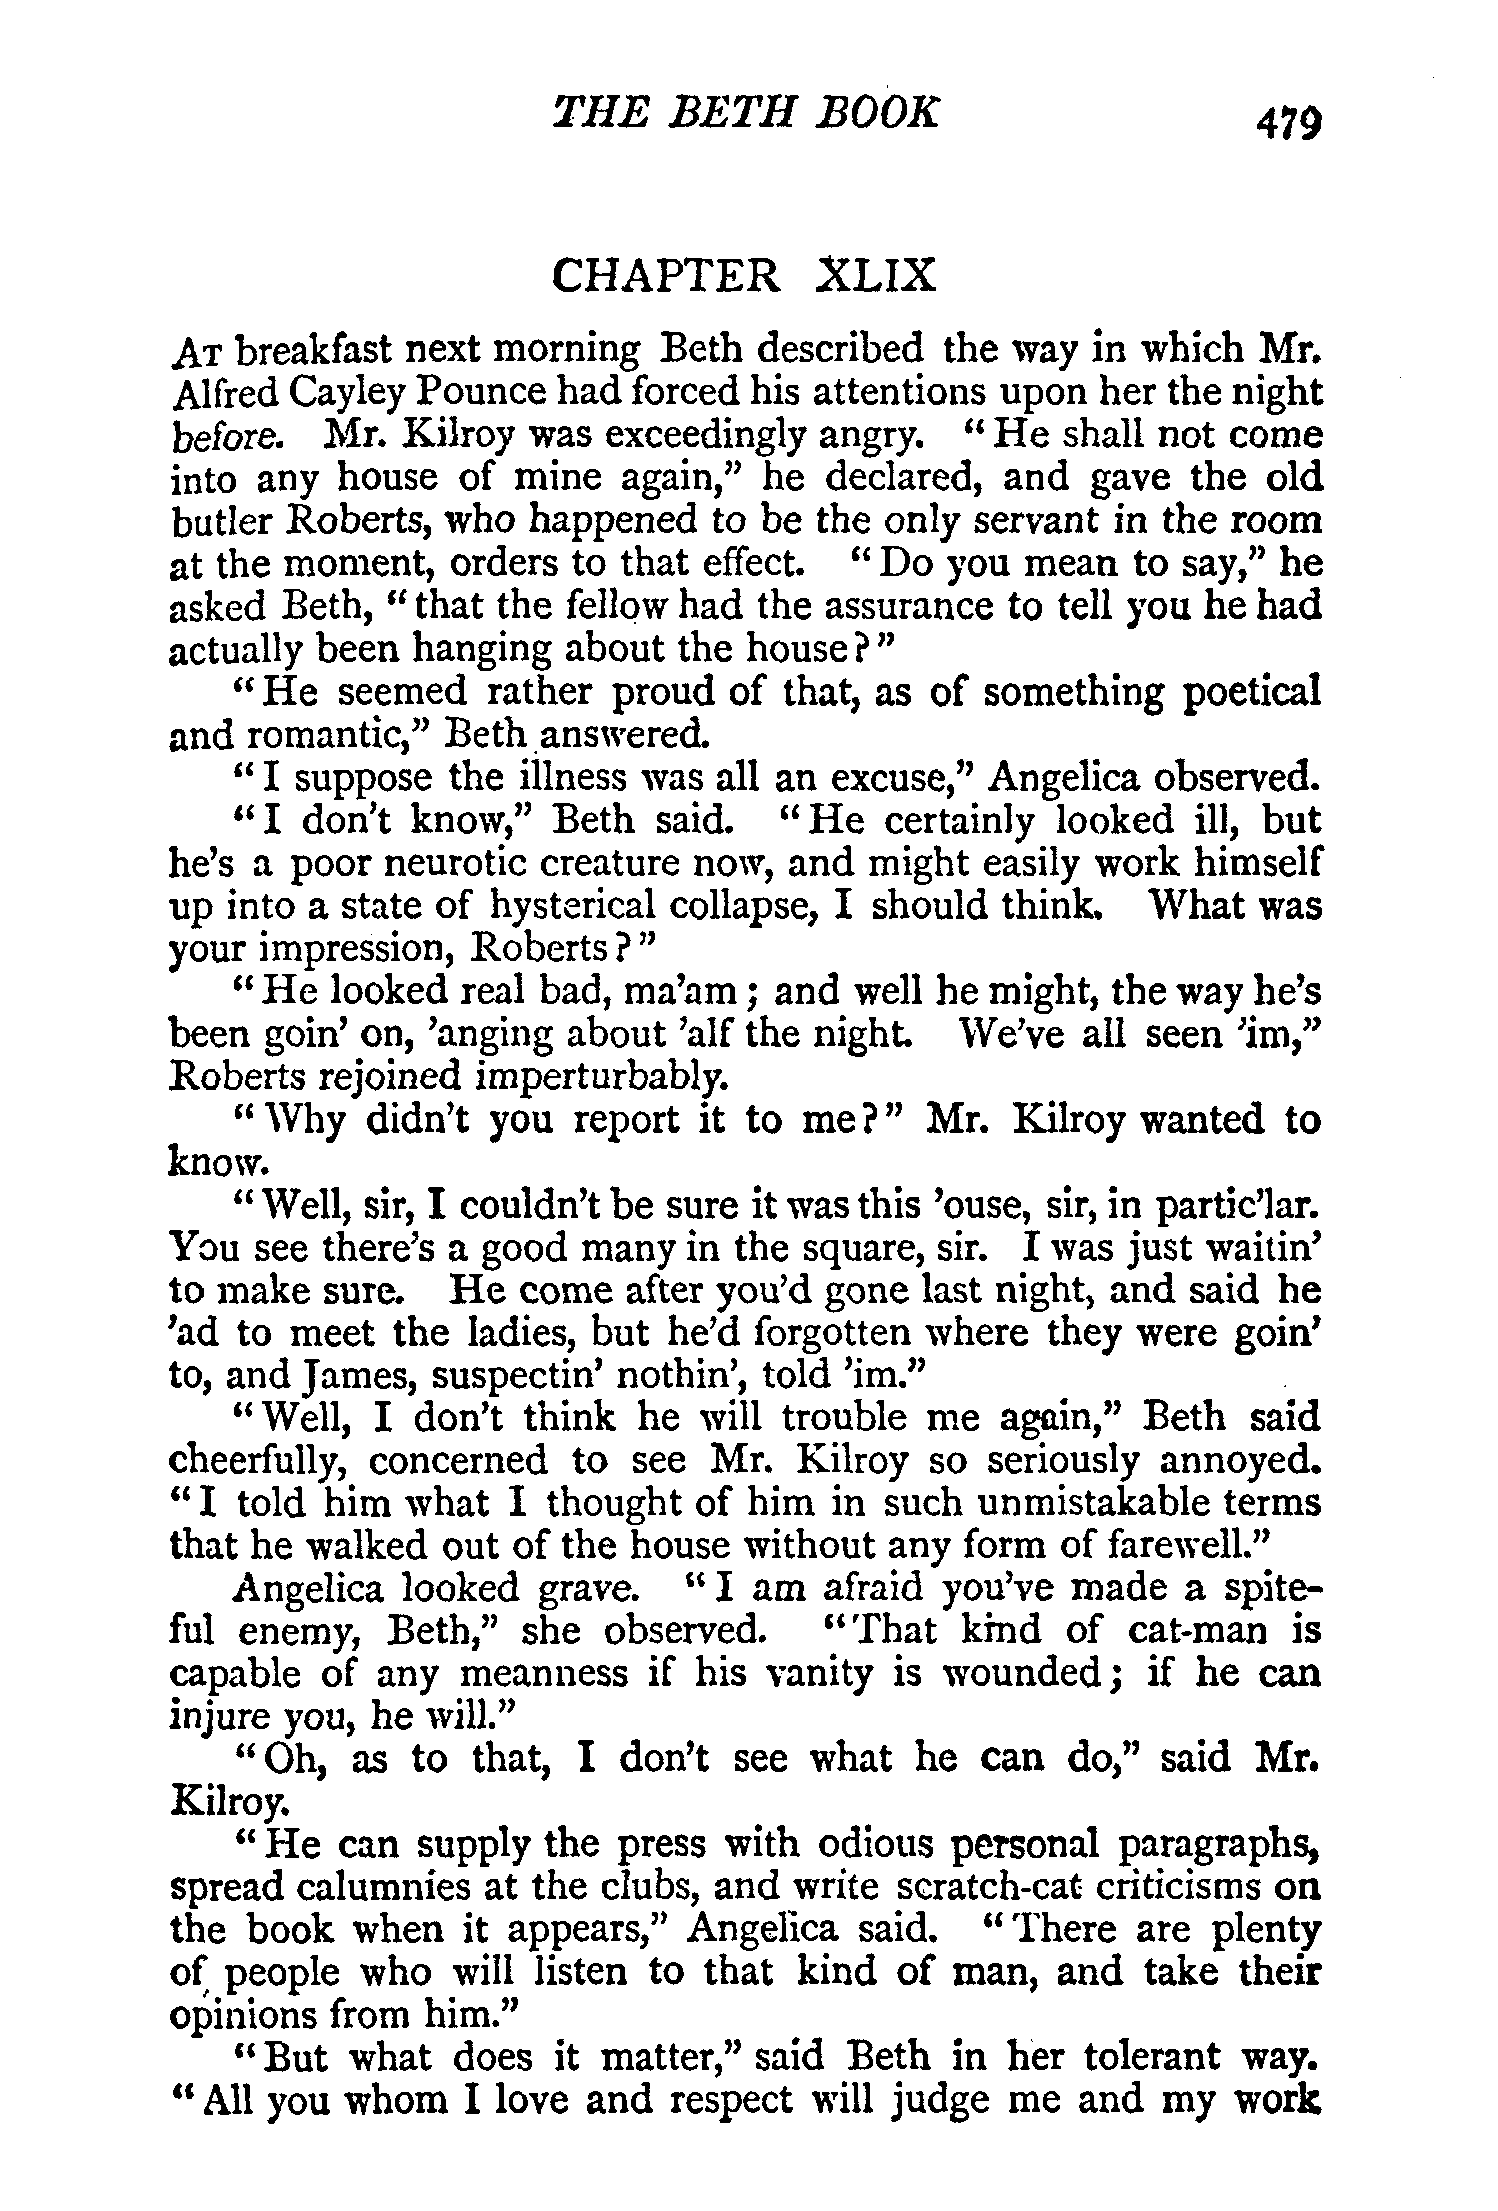 THE BETH BOOK 479
CHAPTER XLIX
AT breakfast next morning Beth described the way in which Mr.
Alfred Cayley Pounce had forced his attentions upon her the night
before. Mr. Kilroy was exceedingly angry. “He shall not come
into any house of mine again,” he declared, and gave the old
butler Roberts, who happened to be the only servant in the room
at the moment, orders to that effect. “Do you mean to say,” he
asked Beth, “that the fellow had the assurance to tell you he had
actually been hanging about the house?”
“He seemed rather proud of that, as of something poetical
and romantic,” Beth answered.
“I suppose the illness was all an excuse,” Angelica observed.
“I don’t know,” Beth said. “He certainly looked ill, but
he’s a poor neurotic creature now, and might easily work himself
up into a state of hysterical collapse, I should think. What was
your impression, Roberts?”
“He looked real bad, ma’am; and well he might, the way he’s
been goin’ on, ’anging about ’alf the night. We’ve all seen ’im,”
Roberts rejoined imperturbably.
“Why didn’t you report it to me?” Mr. Kilroy wanted to
know.
“Well, sir, I couldn’t be sure it was this ’ouse, sir, in partic’lar.
You see there’s a good many in the square, sir. I was just waitin’
to make sure. He come after you’d gone last night, and said he
’ad to meet the ladies, but he’d forgotten where they were goin’
to, and James, suspectin’ nothin’, told ’im.”
“Well, I don’t think he will trouble me again,” Beth said
cheerfully, concerned to see Mr. Kilroy so seriously annoyed.
“I told him what I thought of him in such unmistakable terms
that he walked out of the house without any form of farewell.”
Angelica looked grave. “I am afraid you’ve made a spite-
ful enemy, Beth,” she observed. “That kind of cat-man is
capable of any meanness if his vanity is wounded; if he can
injure you, he will.”
“Oh, as to that, I don’t see what he can do,” said Mr.
Kilroy.
“He can supply the press with odious personal paragraphs,
spread calumnies at the clubs, and write scratch-cat criticisms on
the book when it appears,” Angelica said. “There are plenty
of people who will listen to that kind of man, and take their
opinions from him.”
“But what does it matter,” said Beth in her tolerant way.
“All you whom I love and respect will judge me and my work